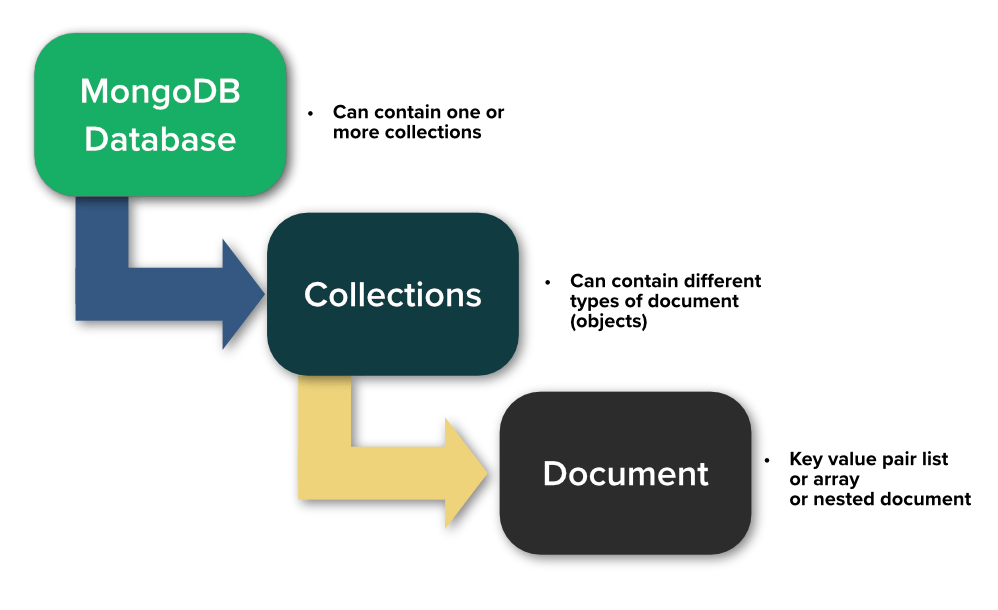 MongoDB
Database
• Can contain one or
more collections
Collections
• Can contain different
types of document
(objects)
Document
• Key value pair list
or array
or nested document